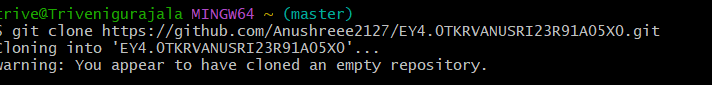 trive@Trivenigurajala MINGW64 ~ (master)
$ git clone https://github.com/Anushreee2127/EY4.OTKRVANUSRI23R91A05X0.git
Cloning into 'EY4.OTKRVANUSRI23R91A05X0'...
warning: You appear to have cloned an empty repository.